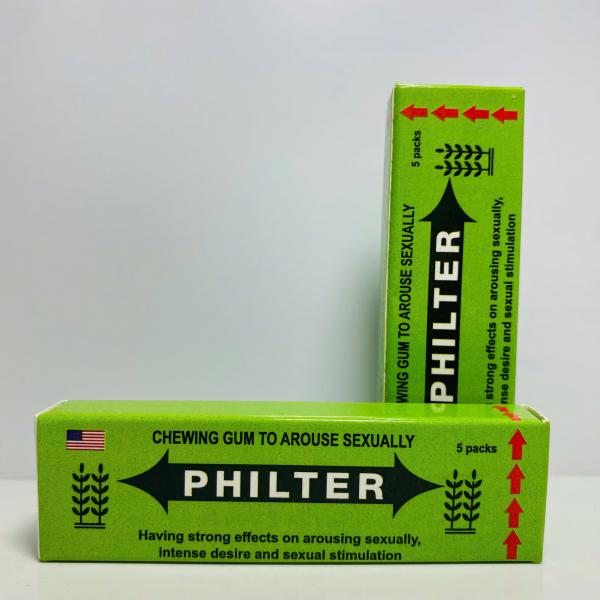 5 packs
WING GUM TO AROUSE SEXUALLY
PHILTER
strong effects on arousing sexually,
nse desire and sexual stimulation
CHEWING GUM TO AROUSE SEXUALLY
5 packs
PHILTER
Having strong effects on arousing sexually,
intense desire and sexual stimulation